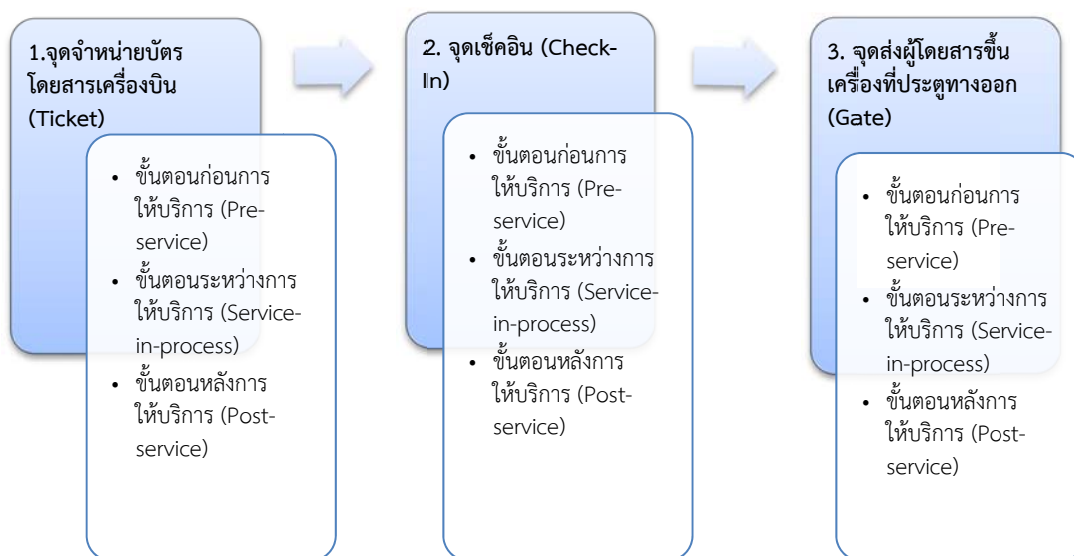 1.จุดจำหน่ายบัตร
โดยสารเครื่องบิน
(Ticket)
• ขั้นตอนก่อนการ
ให้บริการ (Pre-
service)
• ขั้นตอนระหว่างการ
ให้บริการ (Service-
in-process)
• ขั้นตอนหลังการ
ให้บริการ (Post-
service)
2. จุดเช็คอิน (Check-
In)
• ขั้นตอนก่อนการ
ให้บริการ (Pre-
service)
• ขั้นตอนระหว่างการ
ให้บริการ (Service-
in-process)
• ขั้นตอนหลังการ
ให้บริการ (Post-
service)
3. จุดส่งผู้โดยสารขึ้น
เครื่องที่ประตูทางออก
(Gate)
• ขั้นตอนก่อนการ
ให้บริการ (Pre-
service)
• ขั้นตอนระหว่างการ
ให้บริการ (Service-
in-process)
• ขั้นตอนหลังการ
ให้บริการ (Post-
service)